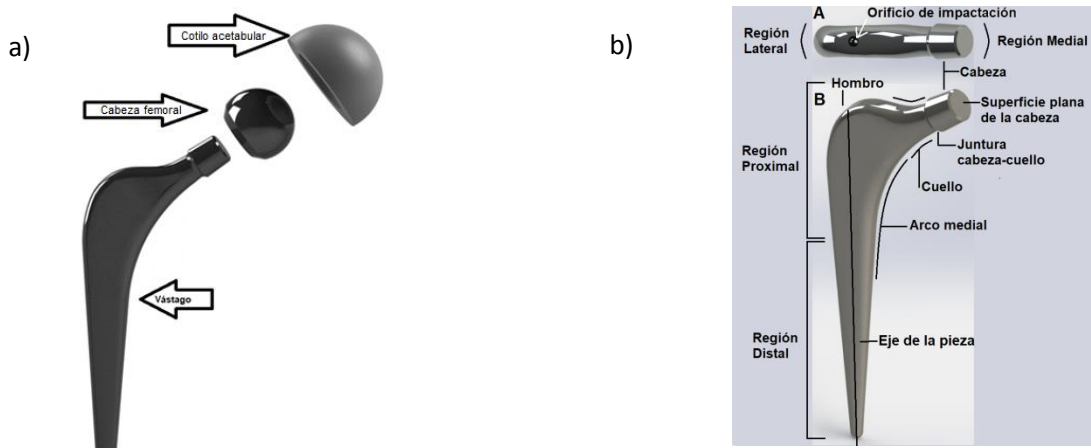 a)
Cotilo acetabular
Cabeza femoral
Vástago
b)
A
Orificio de impactación
Región
Lateral
Región Medial
Cabeza
B
Hombro
Superficie plana
de la cabeza
Región
Proximal
Juntura
cabeza-cuello
Cuello
Arco medial
Región
Distal
Eje de la pieza